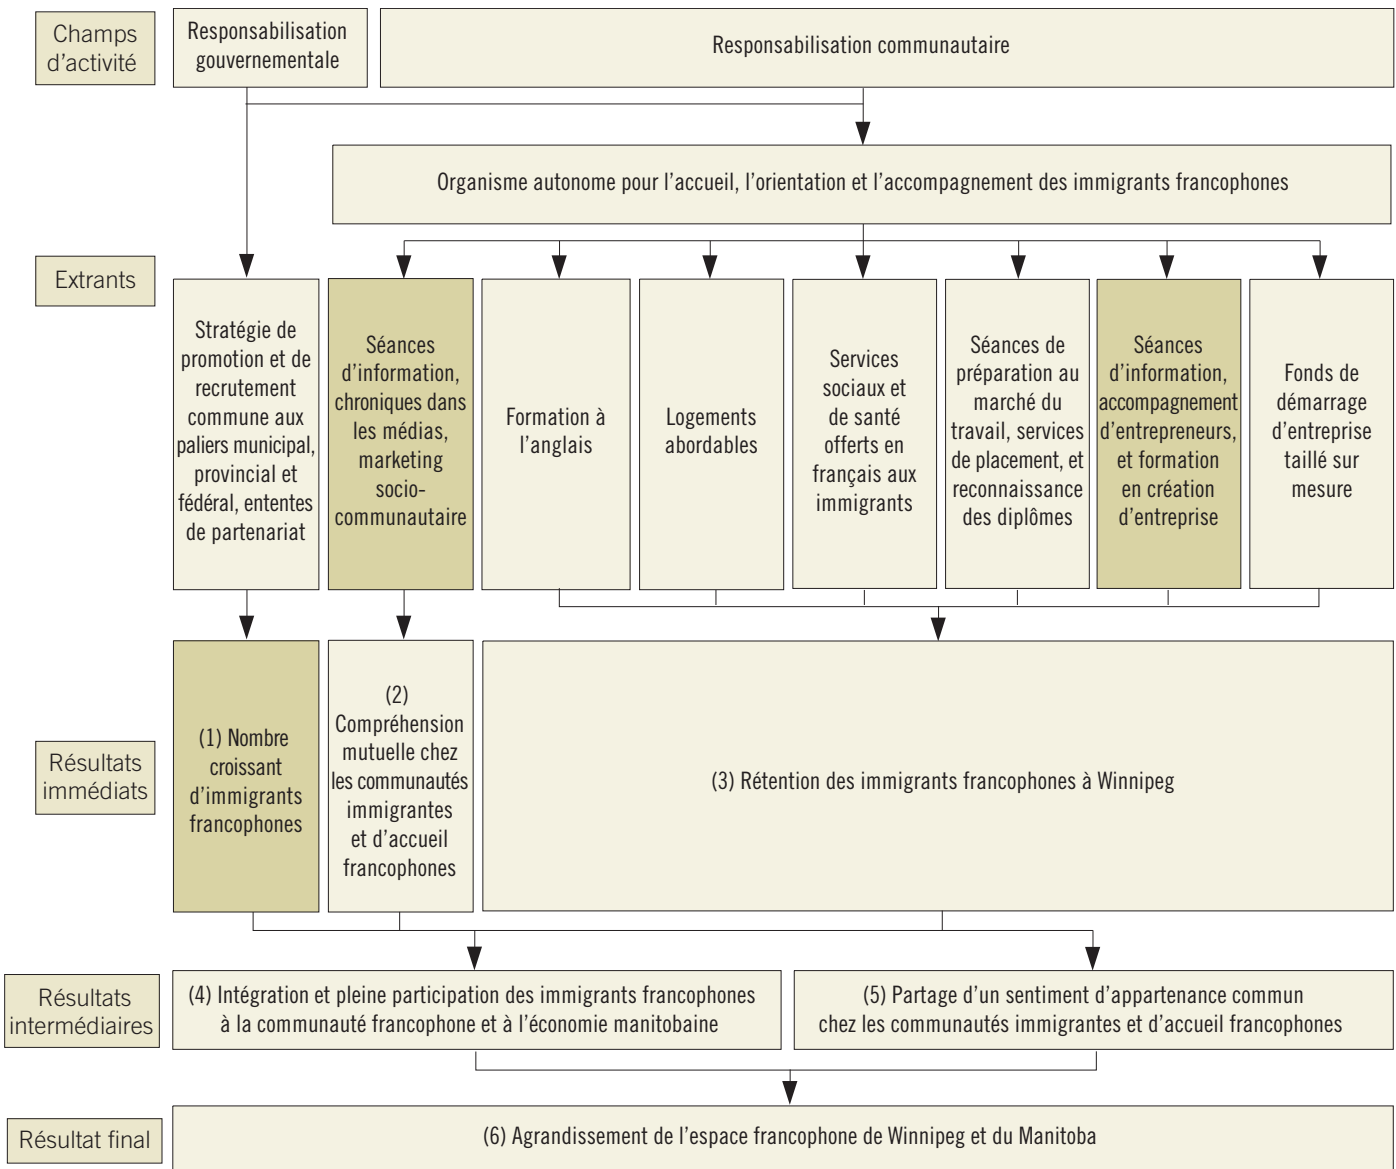 Champs
d'activité
Responsabilisation
gouvernementale
Responsabilisation communautaire
Organisme autonome pour l'accueil, l'orientation et l'accompagnement des immigrants francophones
Extrants
Stratégie de
promotion et de
recrutement
commune aux
paliers municipal,
provincial et
fédéral, ententes
de partenariat
Séances
d'information,
chroniques dans
les médias,
marketing
socio-
communautaire
Formation à
l'anglais
Logements
abordables
Services
sociaux et
de santé
offerts en
français aux
immigrants
Séances de
préparation au
marché du
travail, services
de placement, et
reconnaissance
des diplômes
Séances
d'information,
accompagnement
d'entrepreneurs,
et formation
en création
d'entreprise
Fonds de
démarrage
d'entreprise
taillé sur
mesure
Résultats
immédiats
(1) Nombre
croissant
d'immigrants
francophones
(2)
Compréhension
mutuelle chez
les communautés
immigrantes
et d'accueil
francophones
(3) Rétention des immigrants francophones à Winnipeg
Résultats
intermédiaires
(4) Intégration et pleine participation des immigrants francophones
à la communauté francophone et à l'économie manitobaine
(5) Partage d'un sentiment d'appartenance commun
chez les communautés immigrantes et d'accueil francophones
Résultat final
(6) Agrandissement de l'espace francophone de Winnipeg et du Manitoba